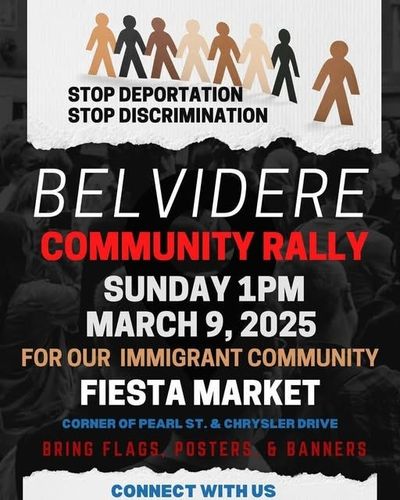 STOP DEPORTATION
STOP DISCRIMINATION
BELVIDERE
COMMUNITY RALLY
SUNDAY 1PM
MARCH 9, 2025
FOR OUR IMMIGRANT COMMUNITY
FIESTA MARKET
CORNER OF PEARL ST. & CHRYSLER DRIVE
BRING FLAGS, POSTERS & BANNERS
CONNECT WITH US